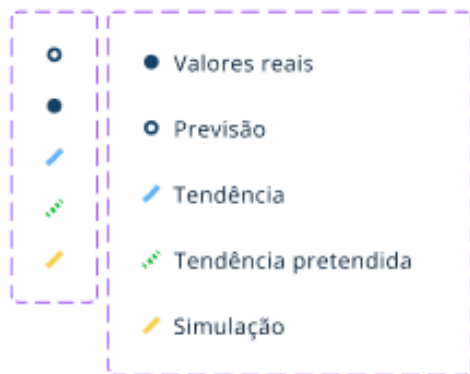 Valores reais
Previsão
Tendência
Tendência pretendida
Simulação